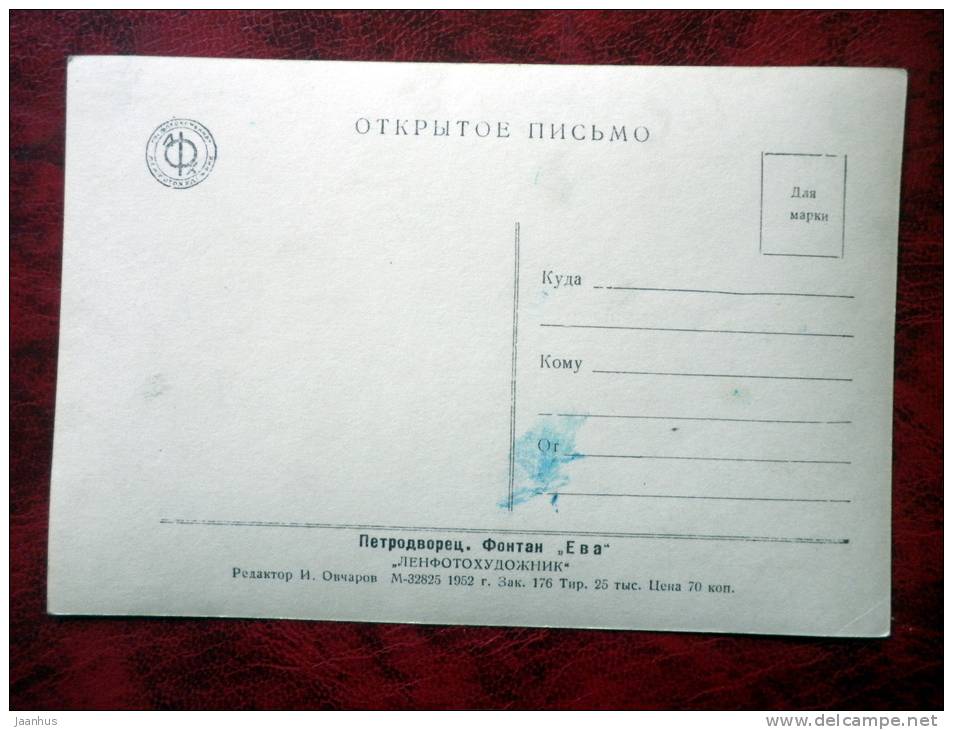 ОТКРЫТОЕ ПИСЬМО
Для
марки
Куда
Кому
От
Петродворец. Фонтан „Ева“
„ЛЕНФОТОХУДОЖНИК“
Редактор И. Овчаров М-32825 1952 г. Зак. 176 Тир. 25 тыс. Цена 70 коп.
Jaanhus
www.delcampe.net